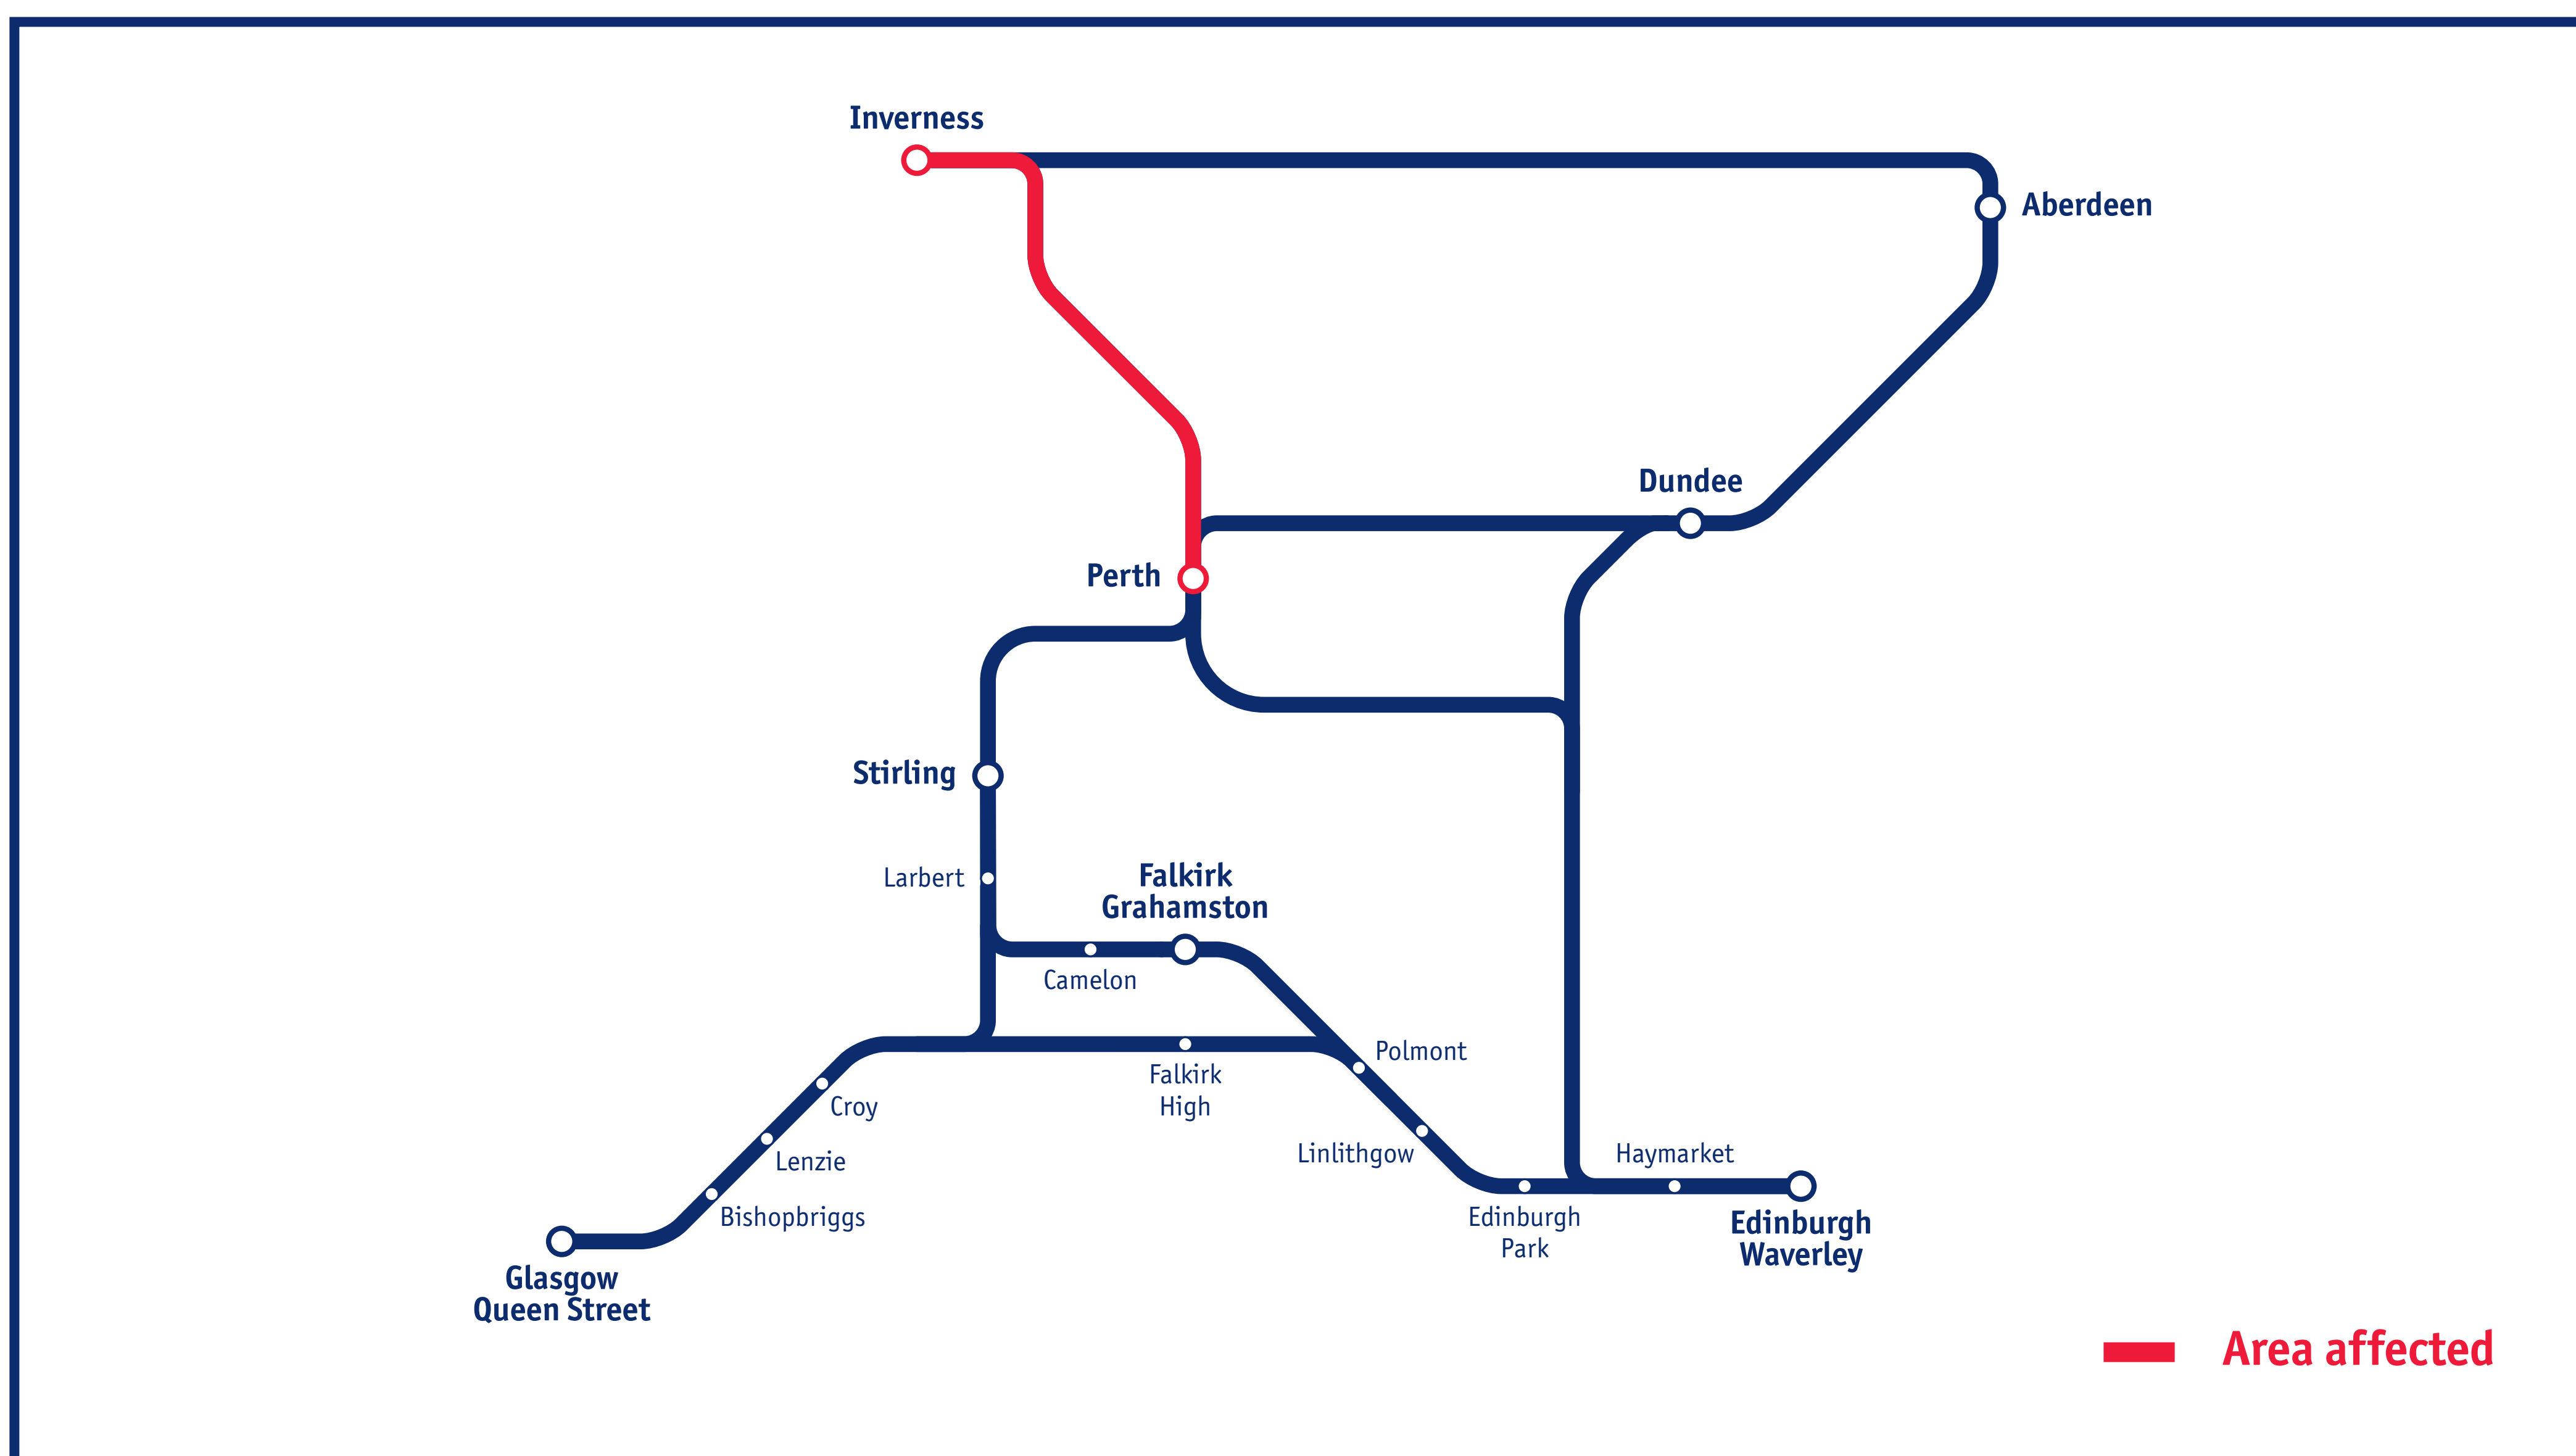 Inverness
Aberdeen
Dundee
Perth
Stirling
Larbert
Falkirk
Grahamston
Camelon
Polmont
Falkirk
High
Croy
Linlithgow
Haymarket
Lenzie
Bishopbriggs
Edinburgh
Park
Edinburgh
Waverley
Glasgow
Queen Street
Area affected